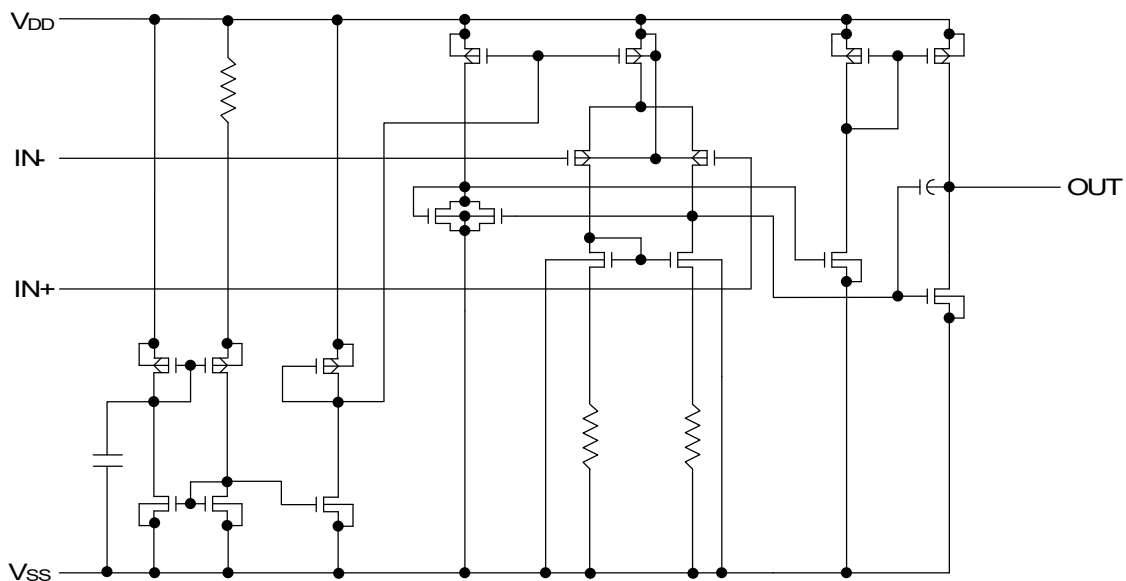 VDD
IN-
OUT
IN+
VSS